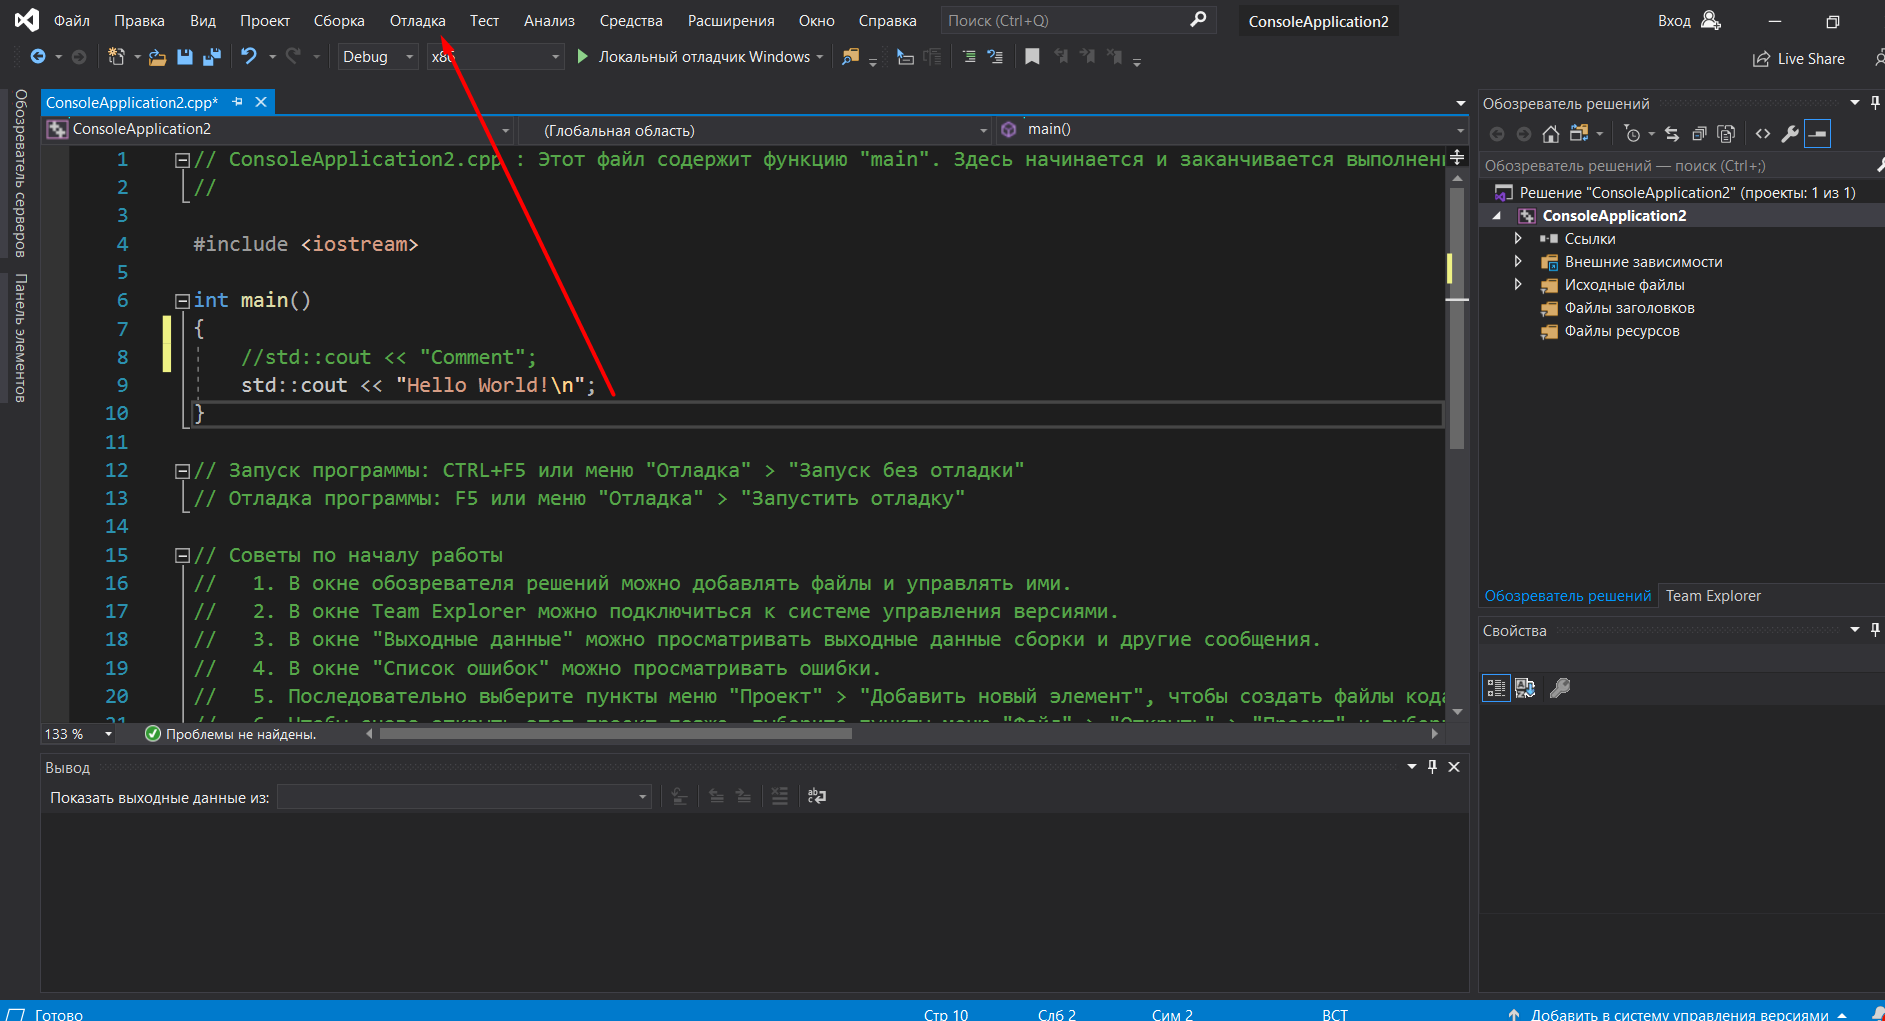 Файл Правка Вид Проект Сборка Отладка Тест Анализ Средства Расширения Окно Справка Поиск (Ctrl+Q) ConsoleApplication2 Вход
Debug x86 Локальный отладчик Windows Live Share
Обозреватель серверов
Панель элементов
ConsoleApplication2.cpp*
ConsoleApplication2 (Глобальная область) main()
1 // ConsoleApplication2.cpp : Этот файл содержит функцию "main". Здесь начинается и заканчивается выполнен
2 //
3
4 #include <iostream>
5
6 int main()
7 {
8 //std::cout << "Comment";
9 std::cout << "Hello World!\n";
10 }
11
12 // Запуск программы: CTRL+F5 или меню "Отладка" > "Запуск без отладки"
13 // Отладка программы: F5 или меню "Отладка" > "Запустить отладку"
14
15 // Советы по началу работы
16 // 1. В окне обозревателя решений можно добавлять файлы и управлять ими.
17 // 2. В окне Team Explorer можно подключиться к системе управления версиями.
18 // 3. В окне "Выходные данные" можно просматривать выходные данные сборки и другие сообщения.
19 // 4. В окне "Список ошибок" можно просматривать ошибки.
20 // 5. Последовательно выберите пункты меню "Проект" > "Добавить новый элемент", чтобы создать файлы кода
133 % Проблемы не найдены.
Вывод
Показать выходные данные из:
Обозреватель решений
Обозреватель решений — поиск (Ctrl+;)
Решение "ConsoleApplication2" (проекты: 1 из 1)
ConsoleApplication2
Ссылки
Внешние зависимости
Исходные файлы
Файлы заголовков
Файлы ресурсов
Обозреватель решений Team Explorer
Свойства
Готово Стр 10 Слб 2 Сим 2 ВСТ Добавить в систему управления версиями